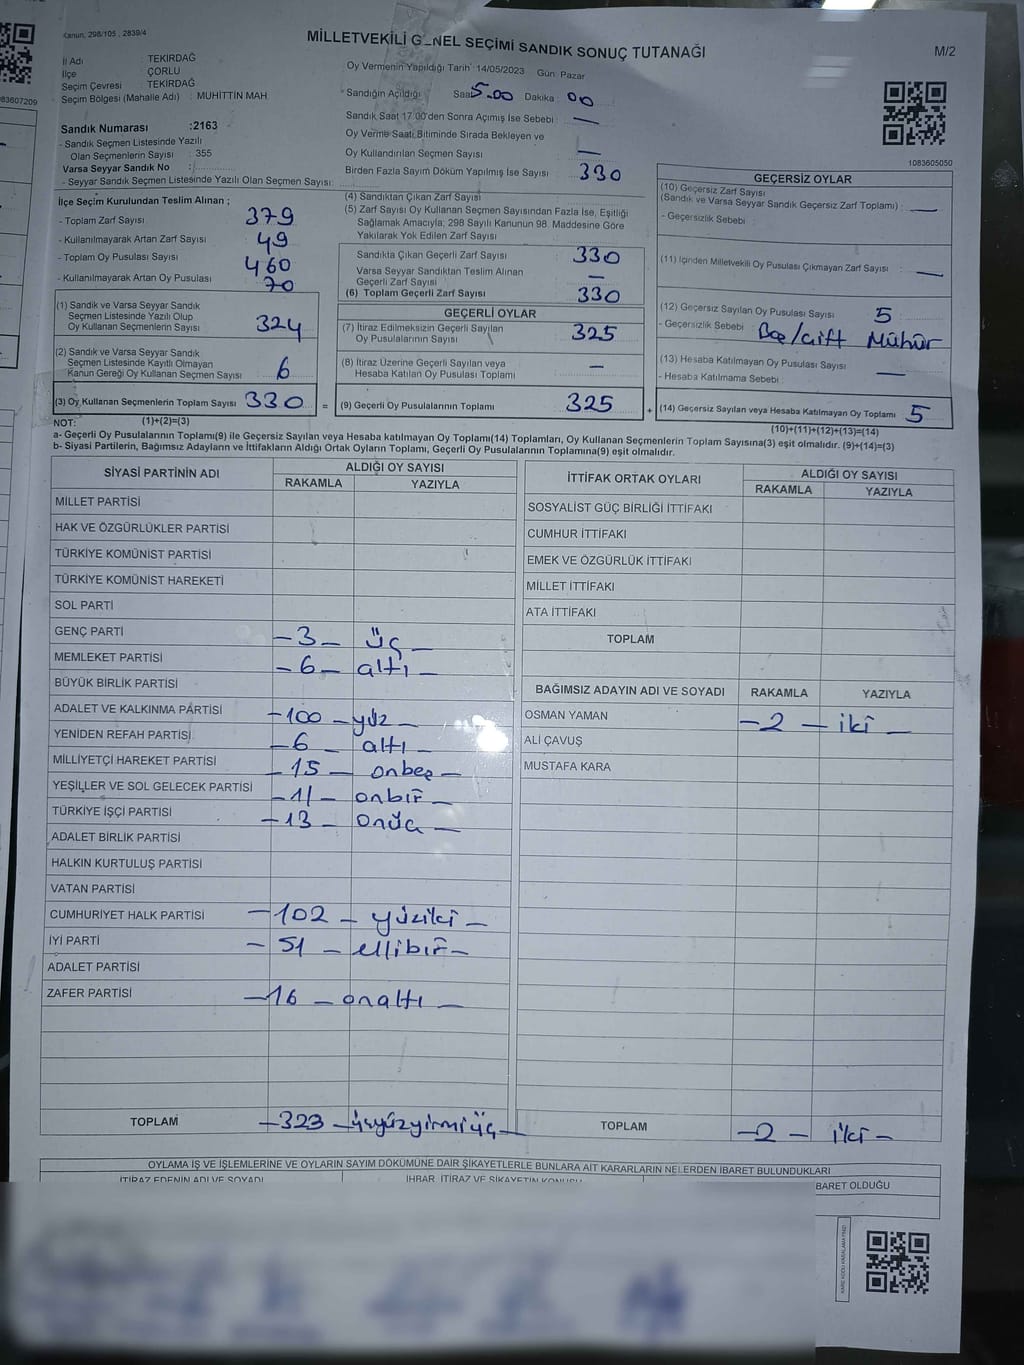 Kanun, 298/105 , 2839/4
MİLLETVEKİLİ G_NEL SEÇİMİ SANDIK SONUÇ TUTANAĞI
M/2
İl Adı : TEKİRDAĞ
İlçe : ÇORLU
Seçim Çevresi : TEKİRDAĞ
Seçim Bölgesi (Mahalle Adı) : MUHİTTİN MAH.
83607209
Sandık Numarası :2163
- Sandık Seçmen Listesinde Yazılı
Olan Seçmenlerin Sayısı : 355
Varsa Seyyar Sandık No :
- Seyyar Sandık Seçmen Listesinde Yazılı Olan Seçmen Sayısı:
Oy Vermenin Yapıldığı Tarih: 14/05/2023 Gün: Pazar
Sandığın Açıldığı Saat 5.00 Dakika 00
Sandık Saat 17.00'den Sonra Açımış İse Sebebi : —
Oy Verme Saati Bitiminde Sırada Bekleyen ve
Oy Kullandırılan Seçmen Sayısı —
Birden Fazla Sayım Döküm Yapılmış İse Sayısı : 330
1083605050
İlçe Seçim Kurulundan Teslim Alınan ;
- Toplam Zarf Sayısı : 379
- Kullanılmayarak Artan Zarf Sayısı : 49
- Toplam Oy Pusulası Sayısı : 460
- Kullanılmayarak Artan Oy Pusulası : 70
(1) Sandık ve Varsa Seyyar Sandık
Seçmen Listesinde Yazılı Olup
Oy Kullanan Seçmenlerin Sayısı : 324
(2) Sandık ve Varsa Seyyar Sandık
Seçmen Listesinde Kayıtlı Olmayan
Kanun Gereği Oy Kullanan Seçmen Sayısı : 6
(3) Oy Kullanan Seçmenlerin Toplam Sayısı : 330
(4) Sandıktan Çıkan Zarf Sayısı :
(5) Zarf Sayısı Oy Kullanan Seçmen Sayısından Fazla İse, Eşitliği
Sağlamak Amacıyla; 298 Sayılı Kanunun 98. Maddesine Göre
Yakılarak Yok Edilen Zarf Sayısı :
Sandıkta Çıkan Geçerli Zarf Sayısı : 330
Varsa Seyyar Sandıktan Teslim Alınan
Geçerli Zarf Sayısı : —
(6) Toplam Geçerli Zarf Sayısı : 330
GEÇERLİ OYLAR
(7) İtiraz Edilmeksizin Geçerli Sayılan
Oy Pusulalarının Sayısı : 325
(8) İtiraz Üzerine Geçerli Sayılan veya
Hesaba Katılan Oy Pusulası Toplamı : —
= (9) Geçerli Oy Pusulalarının Toplamı : 325
GEÇERSİZ OYLAR
(10) Geçersiz Zarf Sayısı
(Sandık ve Varsa Seyyar Sandık Geçersiz Zarf Toplamı) : —
- Geçersizlik Sebebi :
(11) İçinden Milletvekili Oy Pusulası Çıkmayan Zarf Sayısı : —
(12) Geçersiz Sayılan Oy Pusulası Sayısı : 5
- Geçersizlik Sebebi : Boş/Çift Mühür
(13) Hesaba Katılmayan Oy Pusulası Sayısı : —
- Hesaba Katılmama Sebebi :
+ (14) Geçersiz Sayılan veya Hesaba Katılmayan Oy Toplamı : 5
NOT: (1)+(2)=(3)
(10)+(11)+(12)+(13)=(14)
a- Geçerli Oy Pusulalarının Toplamı(9) ile Geçersiz Sayılan veya Hesaba katılmayan Oy Toplamı(14) Toplamları, Oy Kullanan Seçmenlerin Toplam Sayısına(3) eşit olmalıdır. (9)+(14)=(3)
b- Siyasi Partilerin, Bağımsız Adayların ve İttifakların Aldığı Ortak Oyların Toplamı, Geçerli Oy Pusulalarının Toplamına(9) eşit olmalıdır.
SİYASİ PARTİNİN ADI ALDIĞI OY SAYISI
RAKAMLA YAZIYLA
MİLLET PARTİSİ
HAK VE ÖZGÜRLÜKLER PARTİSİ
TÜRKİYE KOMÜNİST PARTİSİ
TÜRKİYE KOMÜNİST HAREKETİ
SOL PARTİ
GENÇ PARTİ -3- üç -
MEMLEKET PARTİSİ -6- altı -
BÜYÜK BİRLİK PARTİSİ
ADALET VE KALKINMA PARTİSİ -100- yüz -
YENİDEN REFAH PARTİSİ -6- altı -
MİLLİYETÇİ HAREKET PARTİSİ -15- onbeş -
YEŞİLLER VE SOL GELECEK PARTİSİ -11- onbir -
TÜRKİYE İŞÇİ PARTİSİ -13- onüç -
ADALET BİRLİK PARTİSİ
HALKIN KURTULUŞ PARTİSİ
VATAN PARTİSİ
CUMHURİYET HALK PARTİSİ -102- yüziki -
İYİ PARTİ -51- ellibir -
ADALET PARTİSİ
ZAFER PARTİSİ -16- onaltı -
TOPLAM -323- üçyüzyirmiüç -
İTTİFAK ORTAK OYLARI ALDIĞI OY SAYISI
RAKAMLA YAZIYLA
SOSYALİST GÜÇ BİRLİĞİ İTTİFAKI
CUMHUR İTTİFAKI
EMEK VE ÖZGÜRLÜK İTTİFAKI
MİLLET İTTİFAKI
ATA İTTİFAKI
TOPLAM
BAĞIMSIZ ADAYIN ADI VE SOYADI RAKAMLA YAZIYLA
OSMAN YAMAN -2- iki -
ALİ ÇAVUŞ
MUSTAFA KARA
TOPLAM -2- iki -
OYLAMA İŞ VE İŞLEMLERİNE VE OYLARIN SAYIM DÖKÜMÜNE DAİR ŞİKAYETLERLE BUNLARA AİT KARARLARIN NELERDEN İBARET BULUNDUKLARI
İTİRAZ EDENİN ADI VE SOYADI İHBAR, İTİRAZ VE ŞİKAYETİN KONUSU BARET OLDUĞU